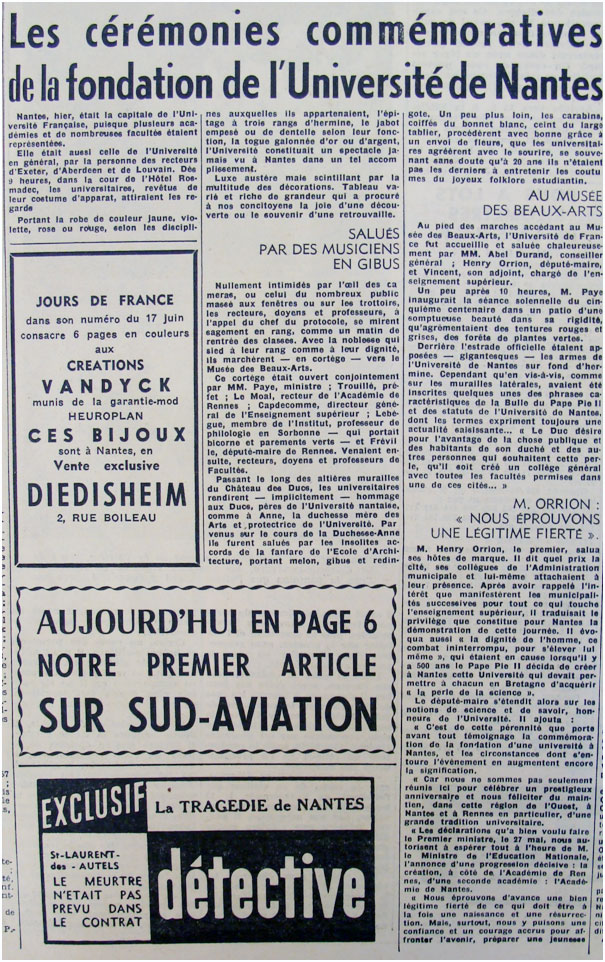 Les cérémonies commémoratives
de la fondation de l'Université de Nantes
Nantes, hier, était la capitale de l'Uni-
versité Française, puisque plusieurs aca-
démies et de nombreuses facultés étaient
représentées.
Elle était aussi celle de l'Université
en général, par la personne des recteurs
d'Exeter, d'Aberdeen et de Louvain. Dès
9 heures, dans la cour de l'Hôtel Ros-
madec, les universitaires, revêtus de
leur costume d'apparat, attiraient les re-
gards
Portant la robe de couleur jaune, vio-
lette, rose ou rouge, selon les discipli-
JOURS DE FRANCE
dans son numéro du 17 juin
consacre 6 pages en couleurs
aux
CREATIONS
VANDYCK
munis de la garantie-mod
HEUROPLAN
CES BIJOUX
sont à Nantes, en
Vente exclusive
DIEDISHEIM
2, RUE BOILEAU
nes auxquelles ils appartenaient, l'épi-
tage à trois rangs d'hermine, le jabot
empesé ou de dentelle selon leur fonc-
tion, la togue galonnée d'or ou d'argent,
l'Université constituait un spectacle ja-
mais vu à Nantes dans un tel accom
plissement.
Luxe austère mais scintillant par la
multitude des décorations. Tableau va-
rié et riche de grandeur qui a procuré
à nos concitoyens la joie d'une décou-
verte ou le souvenir d'une retrouvaille.
SALUÉS
PAR DES MUSICIENS
EN GIBUS
Nullement intimidés par l'œil des ca
meras, ou celui du nombreux public
massé aux fenêtres ou sur les trottoirs,
les recteurs, doyens et professeurs, à
l'appel du chef du protocole, se mirent
sagement en rang, comme un matin de
rentrée des classes. Avec la noblesse qui
sied à leur rang comme à leur dignité,
ils marchèrent — en cortège — vers le
Musée des Beaux-Arts.
Ce cortège était ouvert conjointement
par MM. Paye, ministre ; Trouillé, pré-
fet ; Le Moal, recteur de l'Académie de
Rennes ; Capdecomme, directeur géné-
ral de l'Enseignement supérieur ; Lebè-
gue, membre de l'Institut, professeur de
philologie en Sorbonne — qui portait
bicorne et parements verts — et Frévil
le, député-maire de Rennes. Venaient en-
suite, recteurs, doyens et professeurs de
Facultés.
Passant le long des altières murailles
du Château des Ducs, les universitaires
rendirent — implicitement — hommage
aux Ducs, pères de l'Université nantaise,
comme à Anne, la duchesse mère des
Arts et protectrice de l'Université. Par
venus sur le cours de la Duchesse-Anne
ils furent salués par les insolites ac-
cords de la fanfare de l'Ecole d'Archi-
tecture, portant melon, gibus et redin-
gote. Un peu plus loin, les carabins,
coiffés du bonnet blanc, ceint du large
tablier, procédèrent avec bonne grâce à
un envoi de fleurs, que les universitai-
res agréèrent avec le sourire, se souve-
nant sans doute qu'à 20 ans ils n'étaient
pas les derniers à entretenir les coutu
mes du joyeux folklore estudiantin.
AU MUSÉE
DES BEAUX-ARTS
Au pied des marches accédant au Mu-
sée des Beaux-Arts, l'Université de Fran-
ce fut accueillie et saluée chaleureuse-
ment par MM. Abel Durand, conseiller
général ; Henry Orrion, député-maire,
et Vincent, son adjoint, chargé de l'en-
seignement supérieur.
Un peu après 10 heures, M. Paye
inaugurait la séance solennelle du cin-
quième centenaire dans un patio d'une
somptueuse beauté dans sa rigidité,
qu'agrémentaient des tentures rouges et
grises, des forêts de plantes vertes.
Derrière l'estrade officielle étaient ap-
posées — gigantesques — les armes de
l'Université de Nantes sur fond d'her-
mine. Cependant qu'en vis-à-vis, comme
sur les murailles latérales, avaient été
inscrites quelques unes des phrases ca-
ractéristiques de la Bulle du Pape Pie II
et des statuts de l'Université de Nantes,
dont les termes expriment toujours une
actualité saisissante... « Le Duc désire
pour l'avantage de la chose publique et
des habitants de son duché et des au-
tres personnes qui souhaitent cette per-
le, qu'il soit créé un collège général
avec toutes les facultés permises dans
une de ces cités... »
M. ORRION :
« NOUS ÉPROUVONS
UNE LÉGITIME FIERTÉ ».
M. Henry Orrion, le premier, salua
ses hôtes de marque. Il dit quel prix la
cité, ses collègues de l'Administration
municipale et lui-même attachaient à
leur présence. Après avoir rappelé l'in-
térêt que manifestèrent les municipali-
tés successives pour tout ce qui touche
l'enseignement supérieur, il traduisait le
privilège que constitue pour Nantes la
démonstration de cette journée. Il évo-
qua aussi « la dignité de l'homme, ce
combat ininterrompu, pour s'élever lui
même », qui étaient en cause lorsqu'il y
a 500 ans le Pape Pie II décida de créer
à Nantes cette Université qui devait per-
mettre à chacun en Bretagne d'acquérir
« la perle de la science ».
Le député-maire s'étendit alors sur les
notions de science et de savoir, hon-
neurs de l'Université. Il ajouta :
« C'est de cette pérennité que porte
avant tout témoignage la commémora-
tion de la fondation d'une université à
Nantes, et les circonstances dont s'en-
toure l'événement en augmentent encore
la signification.
« Car nous ne sommes pas seulement
réunis ici pour célébrer un prestigieux
anniversaire et nous féliciter du main-
tien, dans cette région de l'Ouest, à
Nantes et à Rennes en particulier, d'une
grande tradition universitaire.
« Les déclarations qu'a bien voulu faire
le Premier ministre, le 27 mai, nous au-
torisent à espérer tout à l'heure de M.
le Ministre de l'Education Nationale,
l'annonce d'une progression décisive : la
création, à côté de l'Académie de Ren
nes, d'une seconde académie : l'Acadé-
mie de Nantes.
« Nous éprouvons d'avance une bien
légitime fierté de ce qui doit être à
la fois une naissance et une résurrec-
tion. Mais, surtout, nous y puisons une
confiance et un courage accrus pour af-
fronter l'avenir, préparer une jeunesse
AUJOURD'HUI EN PAGE 6
NOTRE PREMIER ARTICLE
SUR SUD-AVIATION
EXCLUSIF
La TRAGEDIE de NANTES
St-LAURENT-
des - AUTELS
LE MEURTRE
N'ETAIT PAS
PREVU DANS
LE CONTRAT
détective